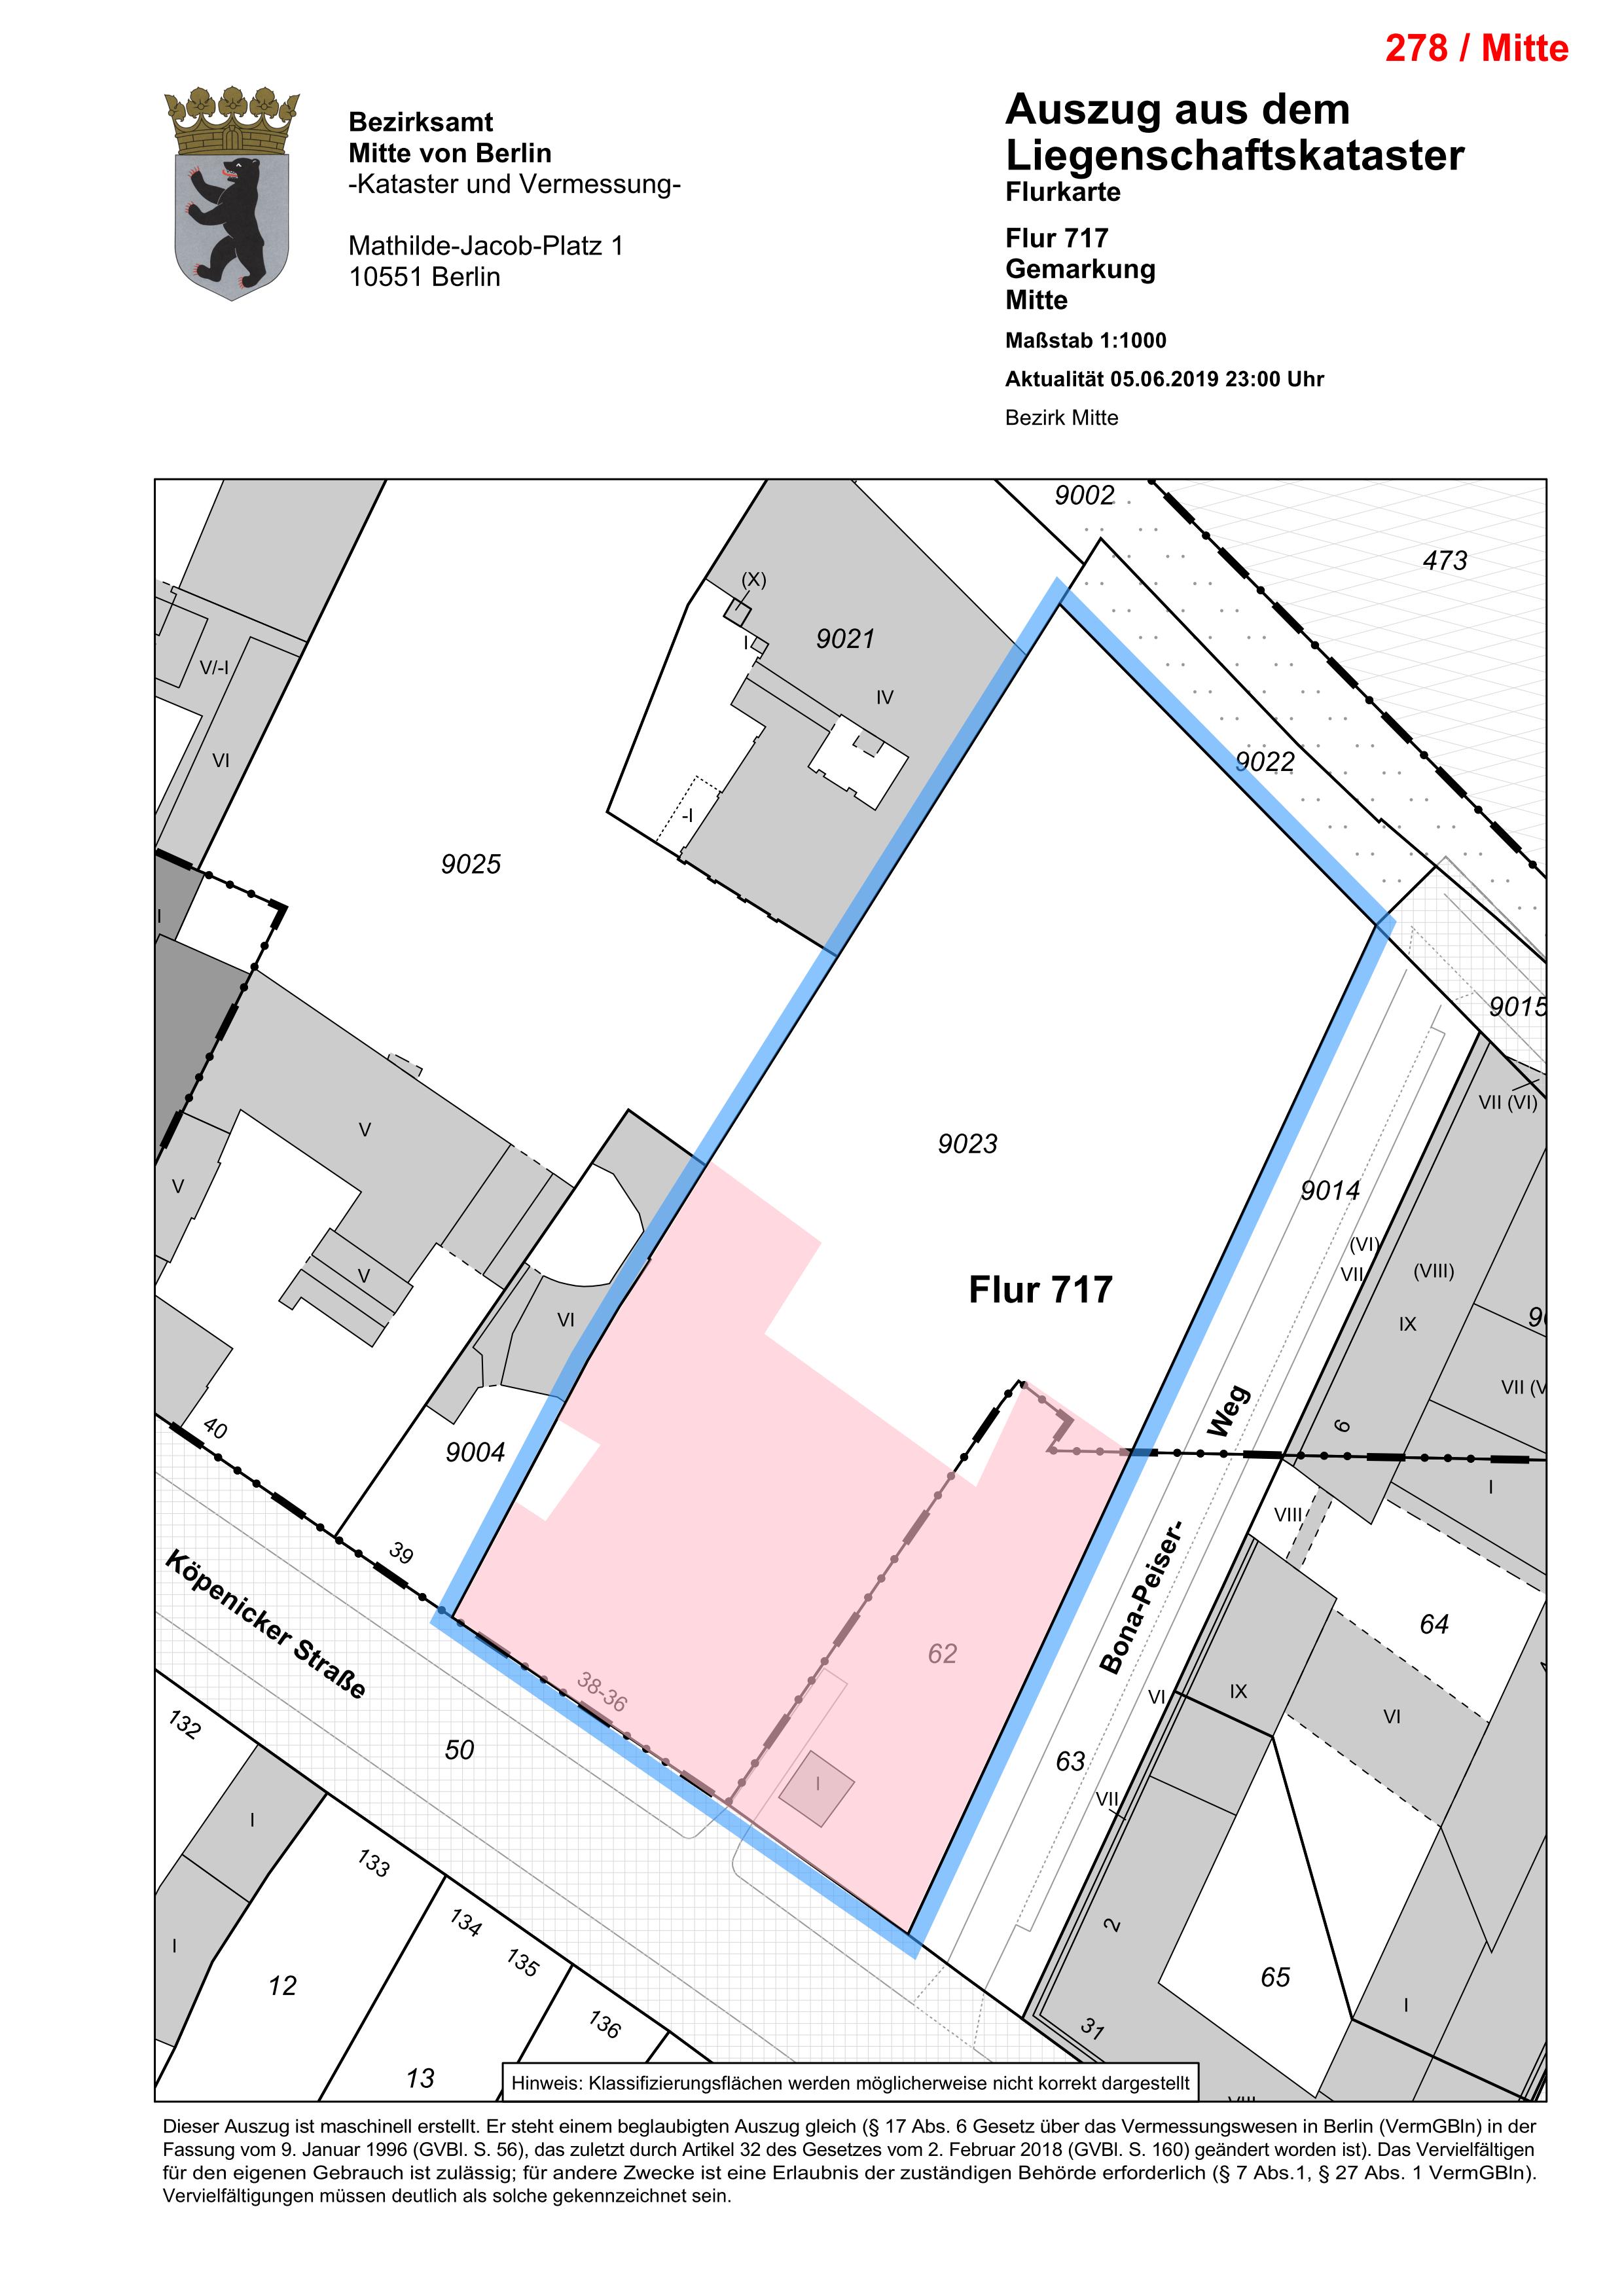 278 / Mitte
Bezirksamt
Mitte von Berlin
-Kataster und Vermessung-
Mathilde-Jacob-Platz 1
10551 Berlin
Auszug aus dem
Liegenschaftskataster
Flurkarte
Flur 717
Gemarkung
Mitte
Maßstab 1:1000
Aktualität 05.06.2019 23:00 Uhr
Bezirk Mitte
9002
473
(X)
9021
I
V/-I
IV
VI
9022
-I
9025
I
9015
VII (VI)
V
9023
V
9014
(VI)
(VIII)
VII
V
Flur 717
VI
IX
VII (V
Weg
40
6
9004
I
VIII
39
Köpenicker Straße
Bona-Peiser-
64
62
38-36
IX
VI
VI
132
50
63
I
VII
I
133
134
2
135
I
65
12
I
136
31
13
VIII
Hinweis: Klassifizierungsflächen werden möglicherweise nicht korrekt dargestellt
Dieser Auszug ist maschinell erstellt. Er steht einem beglaubigten Auszug gleich (§ 17 Abs. 6 Gesetz über das Vermessungswesen in Berlin (VermGBln) in der
Fassung vom 9. Januar 1996 (GVBl. S. 56), das zuletzt durch Artikel 32 des Gesetzes vom 2. Februar 2018 (GVBl. S. 160) geändert worden ist). Das Vervielfältigen
für den eigenen Gebrauch ist zulässig; für andere Zwecke ist eine Erlaubnis der zuständigen Behörde erforderlich (§ 7 Abs.1, § 27 Abs. 1 VermGBln).
Vervielfältigungen müssen deutlich als solche gekennzeichnet sein.